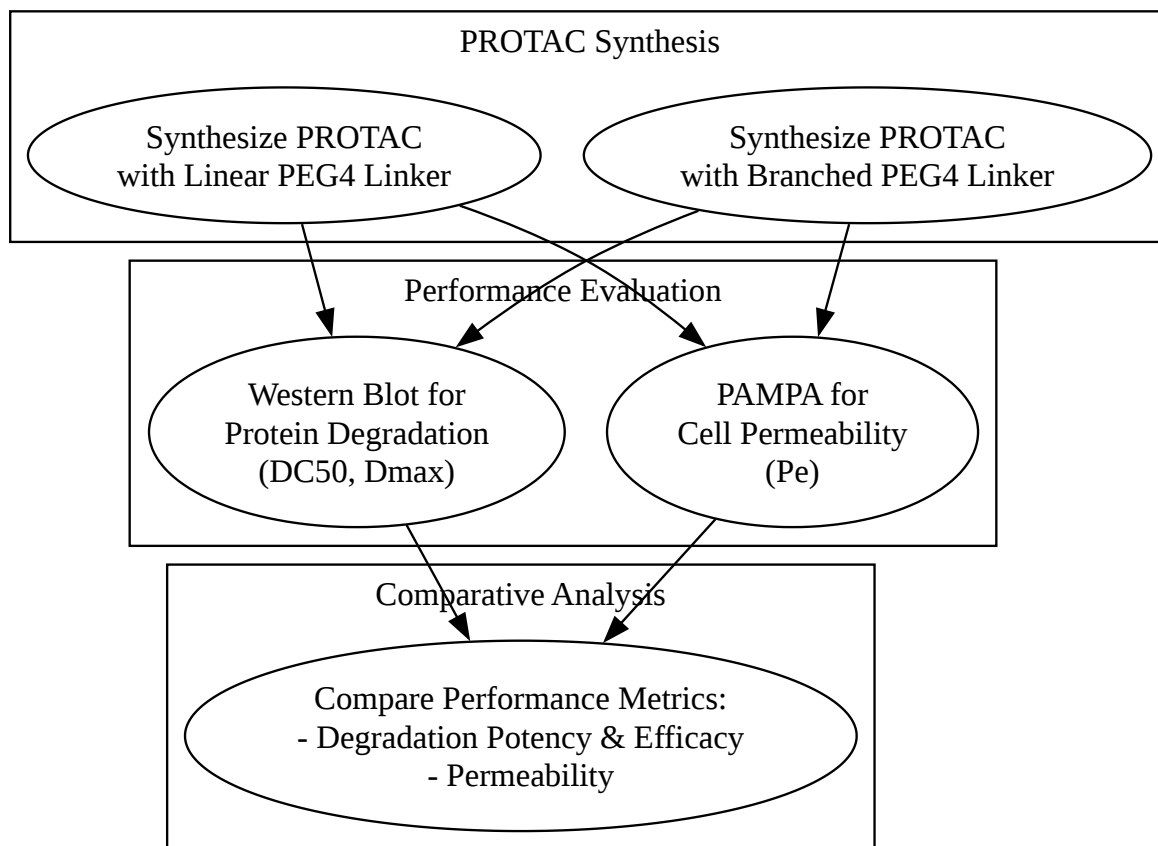 PROTAC Synthesis
Synthesize PROTAC
with Linear PEG4 Linker
Synthesize PROTAC
with Branched PEG4 Linker
Performance Evaluation
Western Blot for
Protein Degradation
(DC50, Dmax)
PAMPA for
Cell Permeability
(Pe)
Comparative Analysis
Compare Performance Metrics:
- Degradation Potency & Efficacy
- Permeability